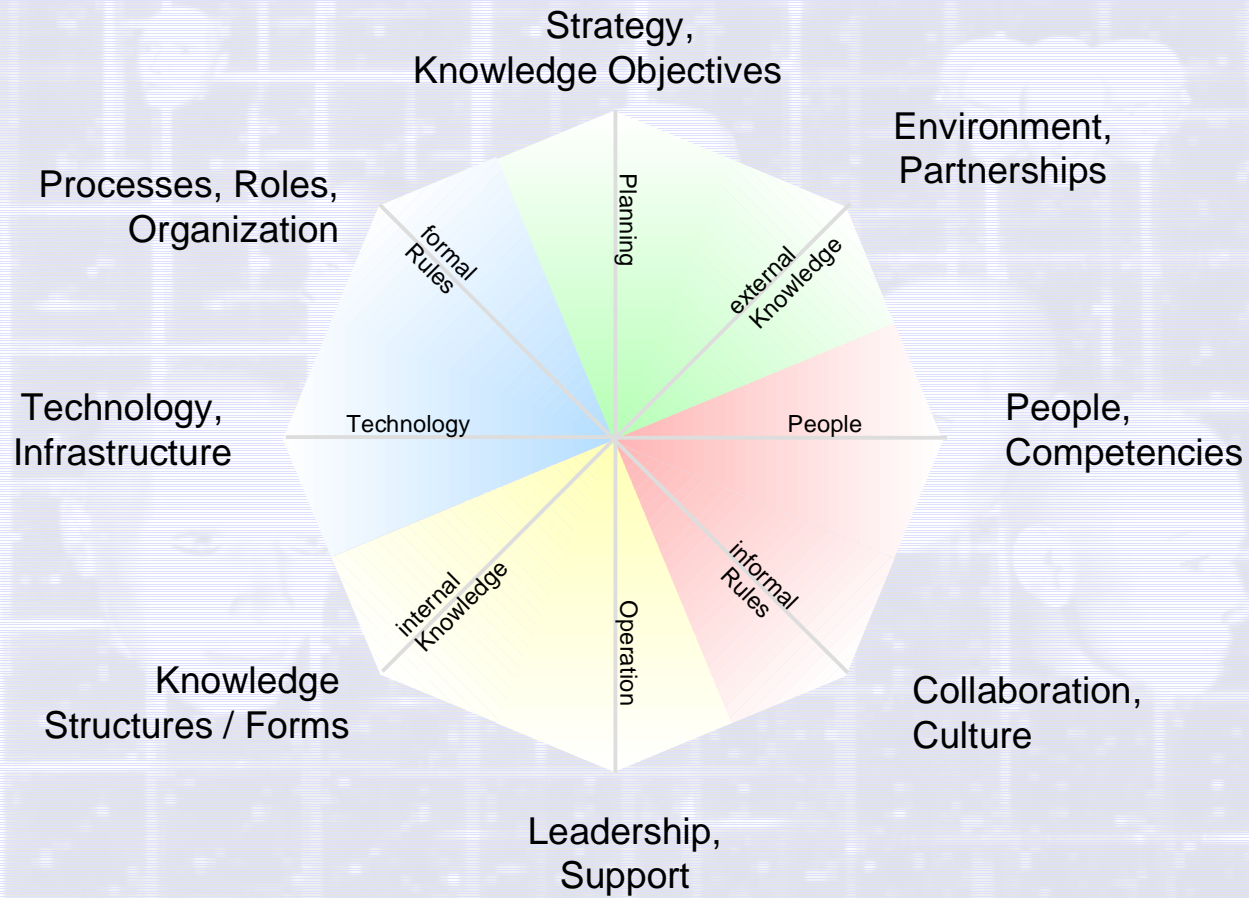 Strategy,
Knowledge Objectives
Environment,
Partnerships
Processes, Roles,
Organization
Planning
formal
Rules
external
Knowledge
Technology,
Infrastructure
Technology
People
People,
Competencies
internal
Knowledge
Operation
informal
Rules
Knowledge
Structures / Forms
Collaboration,
Culture
Leadership,
Support